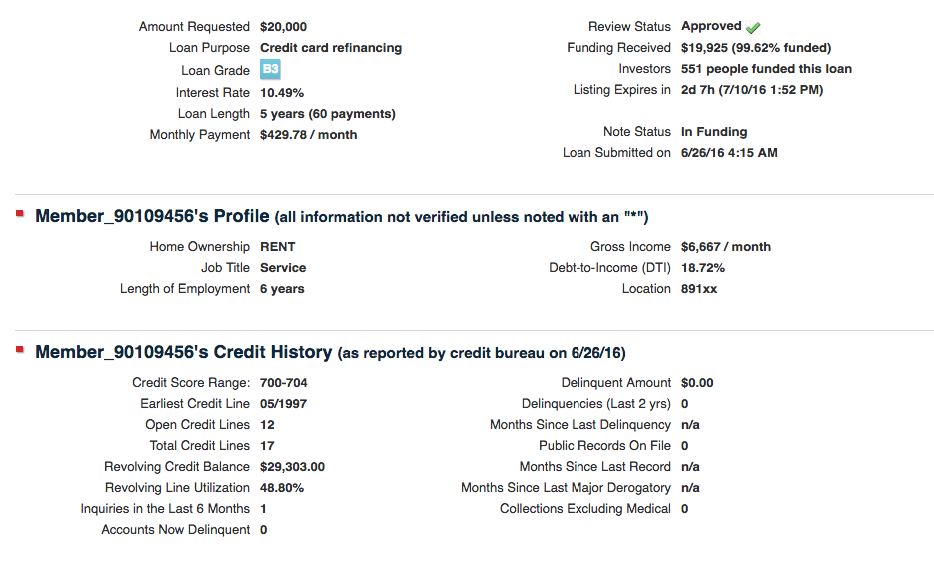 Amount Requested $20,000 Review Status Approved
Loan Purpose Credit card refinancing Funding Received $19,925 (99.62% funded)
Loan Grade B3 Investors 551 people funded this loan
Interest Rate 10.49% Listing Expires in 2d 7h (7/10/16 1:52 PM)
Loan Length 5 years (60 payments)
Monthly Payment $429.78 / month Note Status In Funding
Loan Submitted on 6/26/16 4:15 AM
Member_90109456's Profile (all information not verified unless noted with an "*")
Home Ownership RENT Gross Income $6,667 / month
Job Title Service Debt-to-Income (DTI) 18.72%
Length of Employment 6 years Location 891xx
Member_90109456's Credit History (as reported by credit bureau on 6/26/16)
Credit Score Range: 700-704 Delinquent Amount $0.00
Earliest Credit Line 05/1997 Delinquencies (Last 2 yrs) 0
Open Credit Lines 12 Months Since Last Delinquency n/a
Total Credit Lines 17 Public Records On File 0
Revolving Credit Balance $29,303.00 Months Since Last Record n/a
Revolving Line Utilization 48.80% Months Since Last Major Derogatory n/a
Inquiries in the Last 6 Months 1 Collections Excluding Medical 0
Accounts Now Delinquent 0